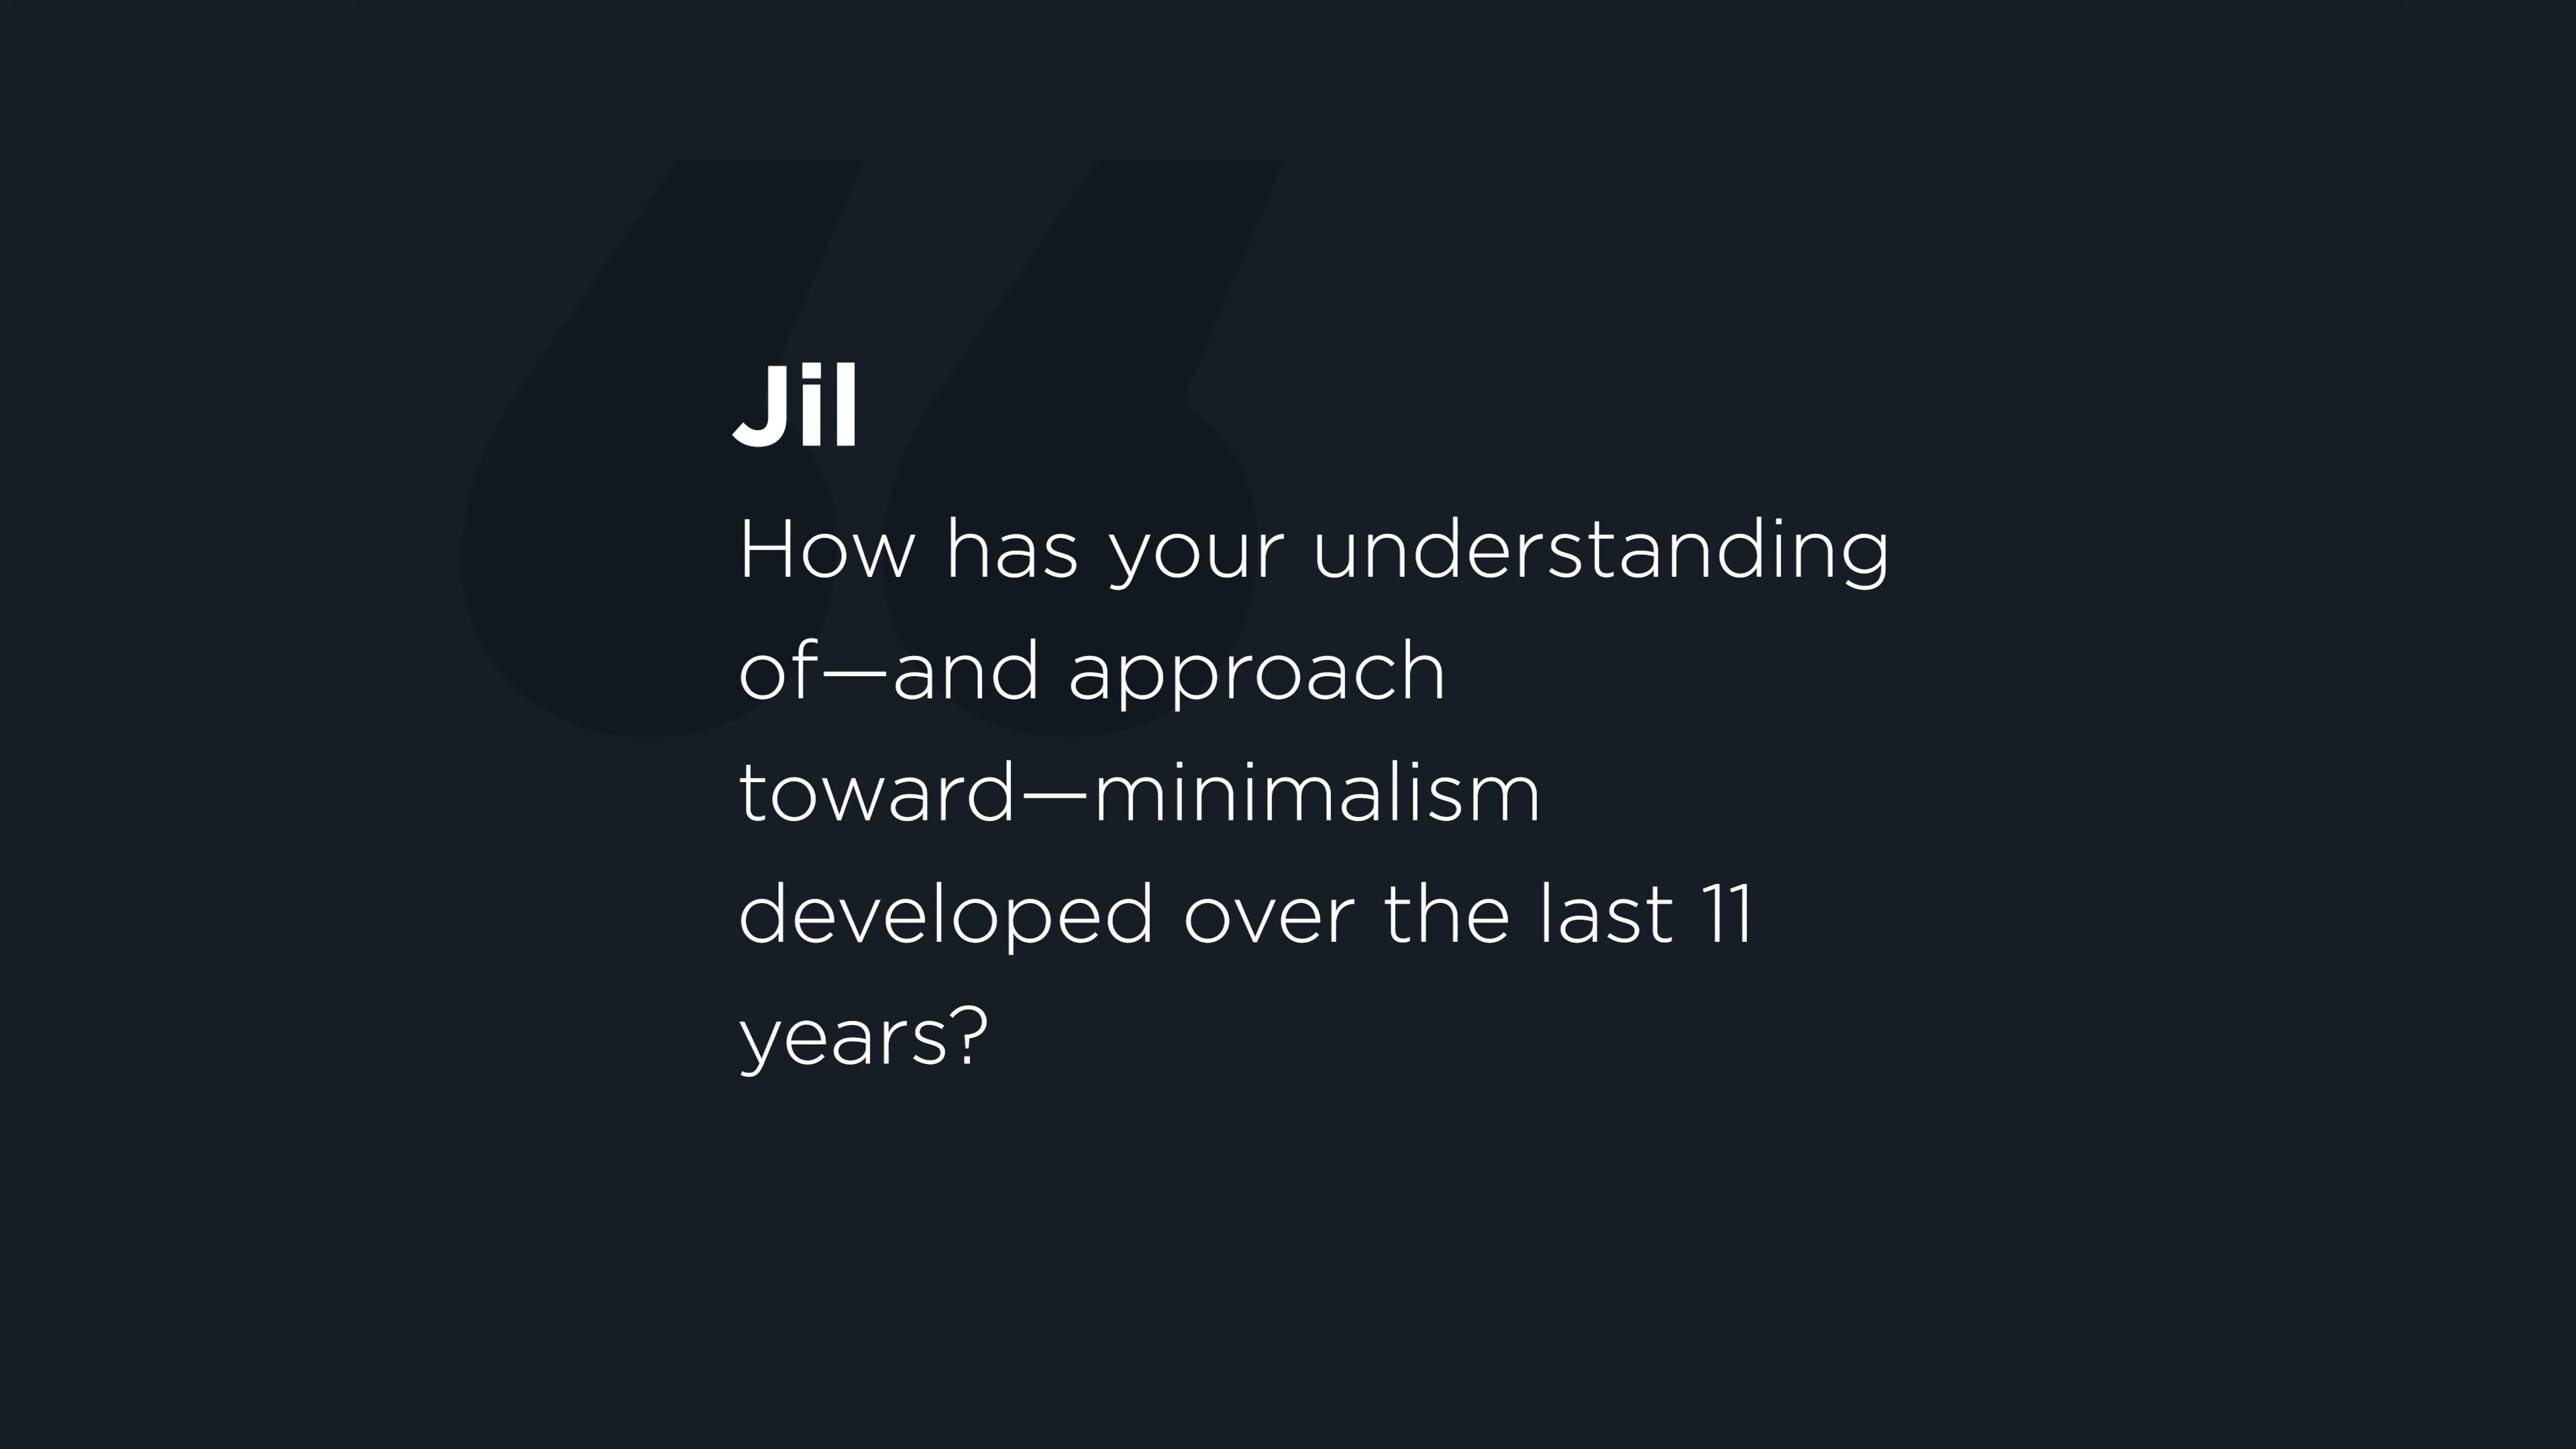 Jil
How has your understanding
of—and approach
toward—minimalism
developed over the last 11
years?